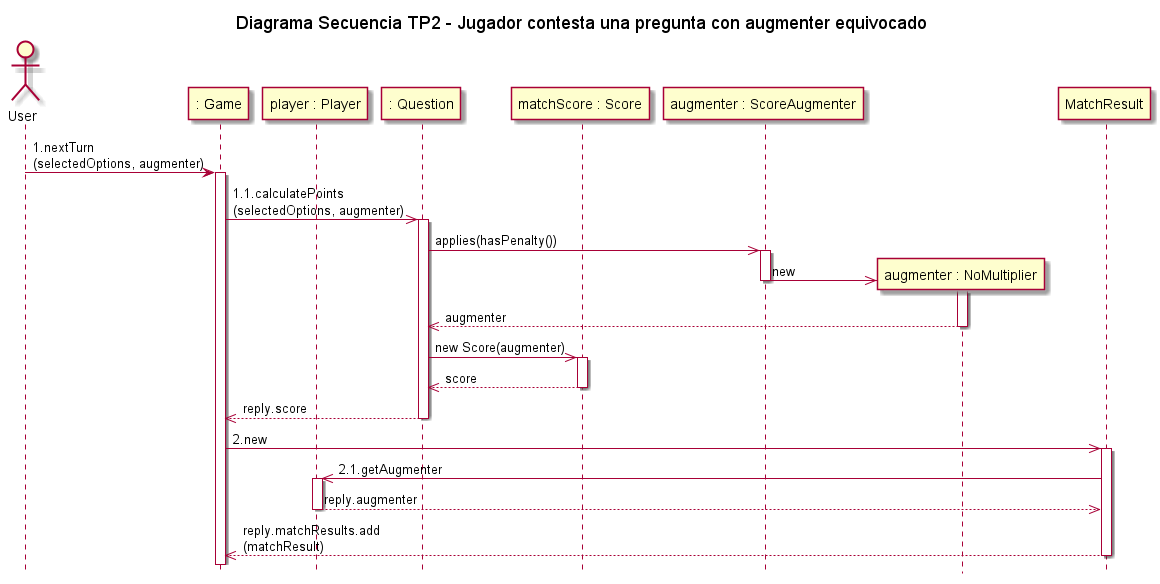 Diagrama Secuencia TP2 - Jugador contesta una pregunta con augmenter equivocado
User
: Game
player : Player
: Question
matchScore : Score
augmenter : ScoreAugmenter
MatchResult
1.nextTurn
(selectedOptions, augmenter)
1.1.calculatePoints
(selectedOptions, augmenter)
applies(hasPenalty())
new
augmenter : NoMultiplier
augmenter
new Score(augmenter)
score
reply.score
2.new
2.1.getAugmenter
reply.augmenter
reply.matchResults.add
(matchResult)